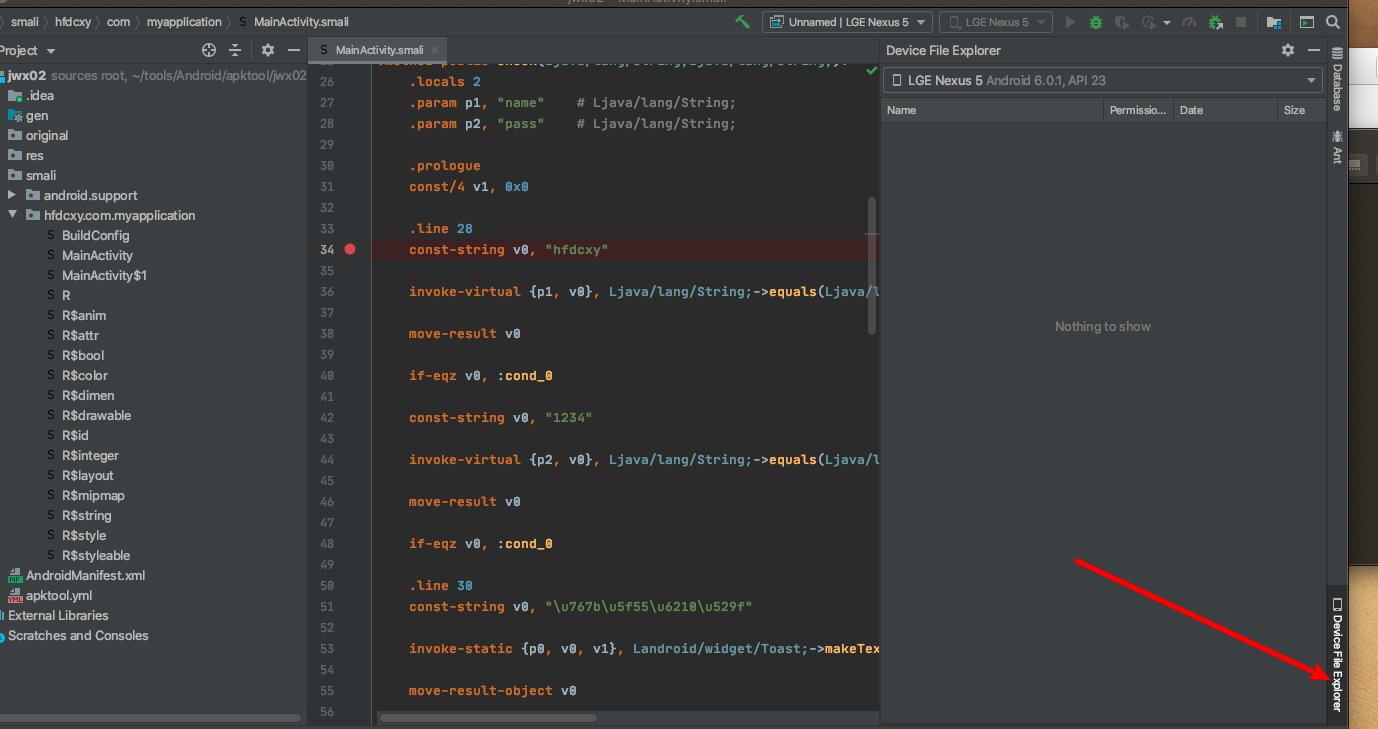 smali hfdcxy com myapplication S MainActivity.smali
Unnamed | LGE Nexus 5
LGE Nexus 5
Project
S MainActivity.smali
jwx02 sources root, ~/tools/Android/apktool/jwx02
.idea
gen
original
res
smali
android.support
hfdcxy.com.myapplication
S BuildConfig
S MainActivity
S MainActivity$1
S R
S R$anim
S R$attr
S R$bool
S R$color
S R$dimen
S R$drawable
S R$id
S R$integer
S R$layout
S R$mipmap
S R$string
S R$style
S R$styleable
MF AndroidManifest.xml
YML apktool.yml
External Libraries
Scratches and Consoles
26 .locals 2
27 .param p1, "name" # Ljava/lang/String;
28 .param p2, "pass" # Ljava/lang/String;
29
30 .prologue
31 const/4 v1, 0x0
32
33 .line 28
34 const-string v0, "hfdcxy"
35
36 invoke-virtual {p1, v0}, Ljava/lang/String;->equals(Ljava/l
37
38 move-result v0
39
40 if-eqz v0, :cond_0
41
42 const-string v0, "1234"
43
44 invoke-virtual {p2, v0}, Ljava/lang/String;->equals(Ljava/l
45
46 move-result v0
47
48 if-eqz v0, :cond_0
49
50 .line 30
51 const-string v0, "\u767b\u5f55\u6210\u529f"
52
53 invoke-static {p0, v0, v1}, Landroid/widget/Toast;->makeTex
54
55 move-result-object v0
56
Device File Explorer
LGE Nexus 5 Android 6.0.1, API 23
Name Permissio... Date Size
Nothing to show
Database
Ant
Device File Explorer